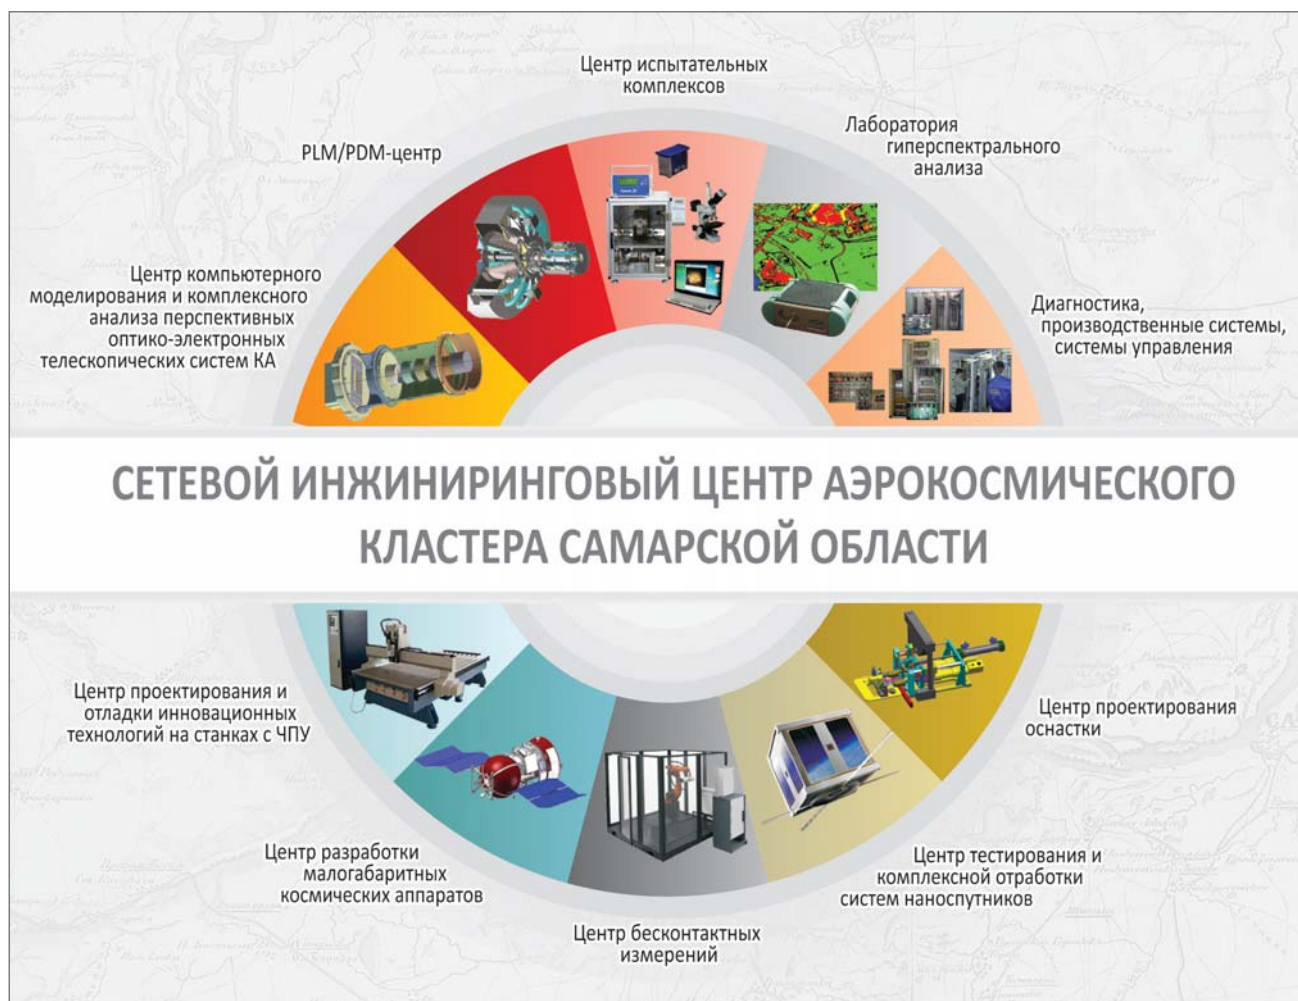 Центр испытательных
комплексов
PLM/PDM-центр
Лаборатория
гиперспектрального
анализа
Центр компьютерного
моделирования и комплексного
анализа перспективных
оптико-электронных
телескопических систем КА
Диагностика,
производственные системы,
системы управления
СЕТЕВОЙ ИНЖИНИРИНГОВЫЙ ЦЕНТР АЭРОКОСМИЧЕСКОГО
КЛАСТЕРА САМАРСКОЙ ОБЛАСТИ
Центр проектирования и
отладки инновационных
технологий на станках с ЧПУ
Центр проектирования
оснастки
Центр разработки
малогабаритных
космических аппаратов
Центр тестирования и
комплексной отработки
систем наноспутников
Центр бесконтактных
измерений